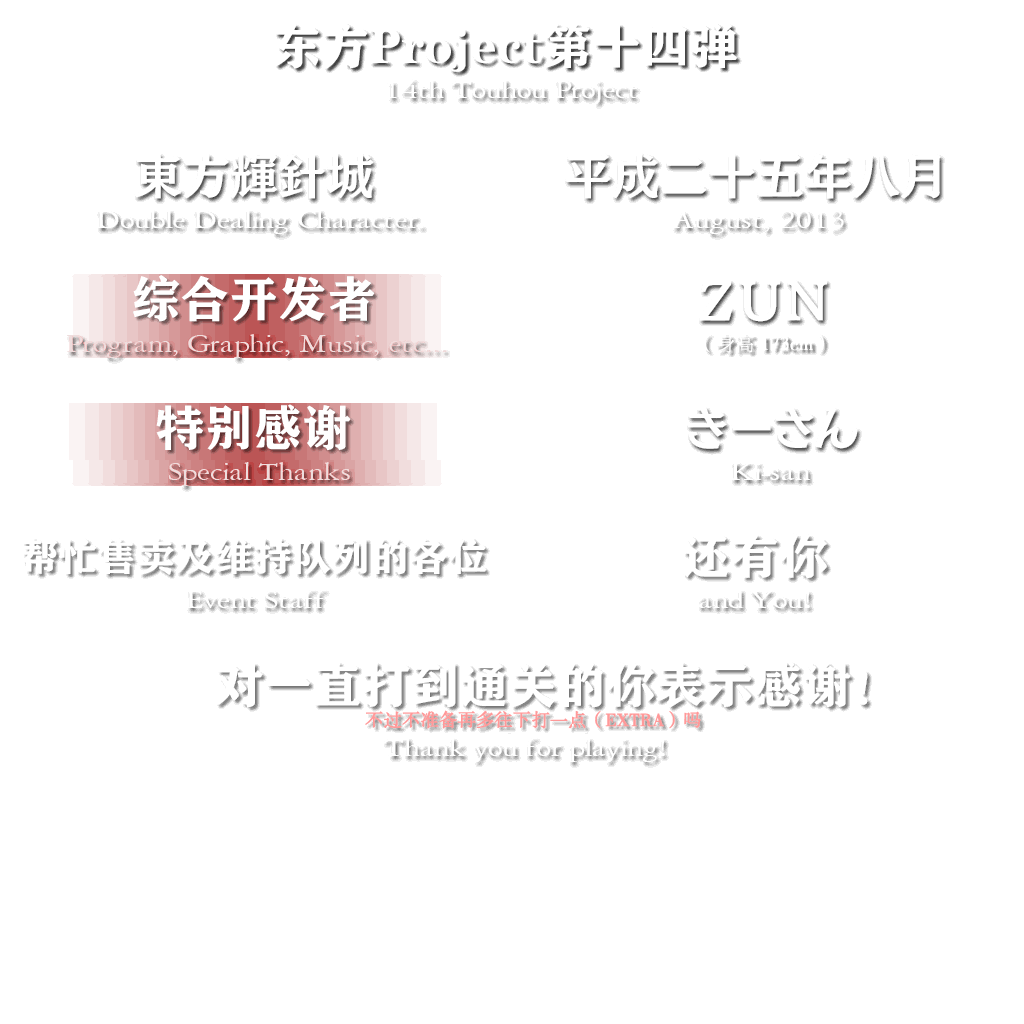 东方Project第十四弹
14th Touhou Project
東方輝針城
Double Dealing Character.
平成二十五年八月
August, 2013
综合开发者
Program, Graphic, Music, etc...
ZUN
（身高 173cm）
特别感谢
Special Thanks
きーさん
Ki-san
帮忙售卖及维持队列的各位
Event Staff
还有你
and You!
对一直打到通关的你表示感谢!
不过不准备再多往下打一点（EXTRA）吗
Thank you for playing!